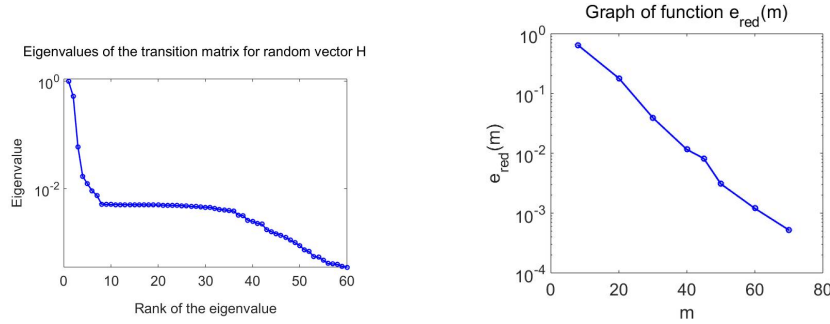 Eigenvalues of the transition matrix for random vector H
10^0
10^-2
Eigenvalue
0 10 20 30 40 50 60
Rank of the eigenvalue
Graph of function e_red(m)
10^0
10^-1
10^-2
10^-3
10^-4
e_red(m)
0 20 40 60 80
m